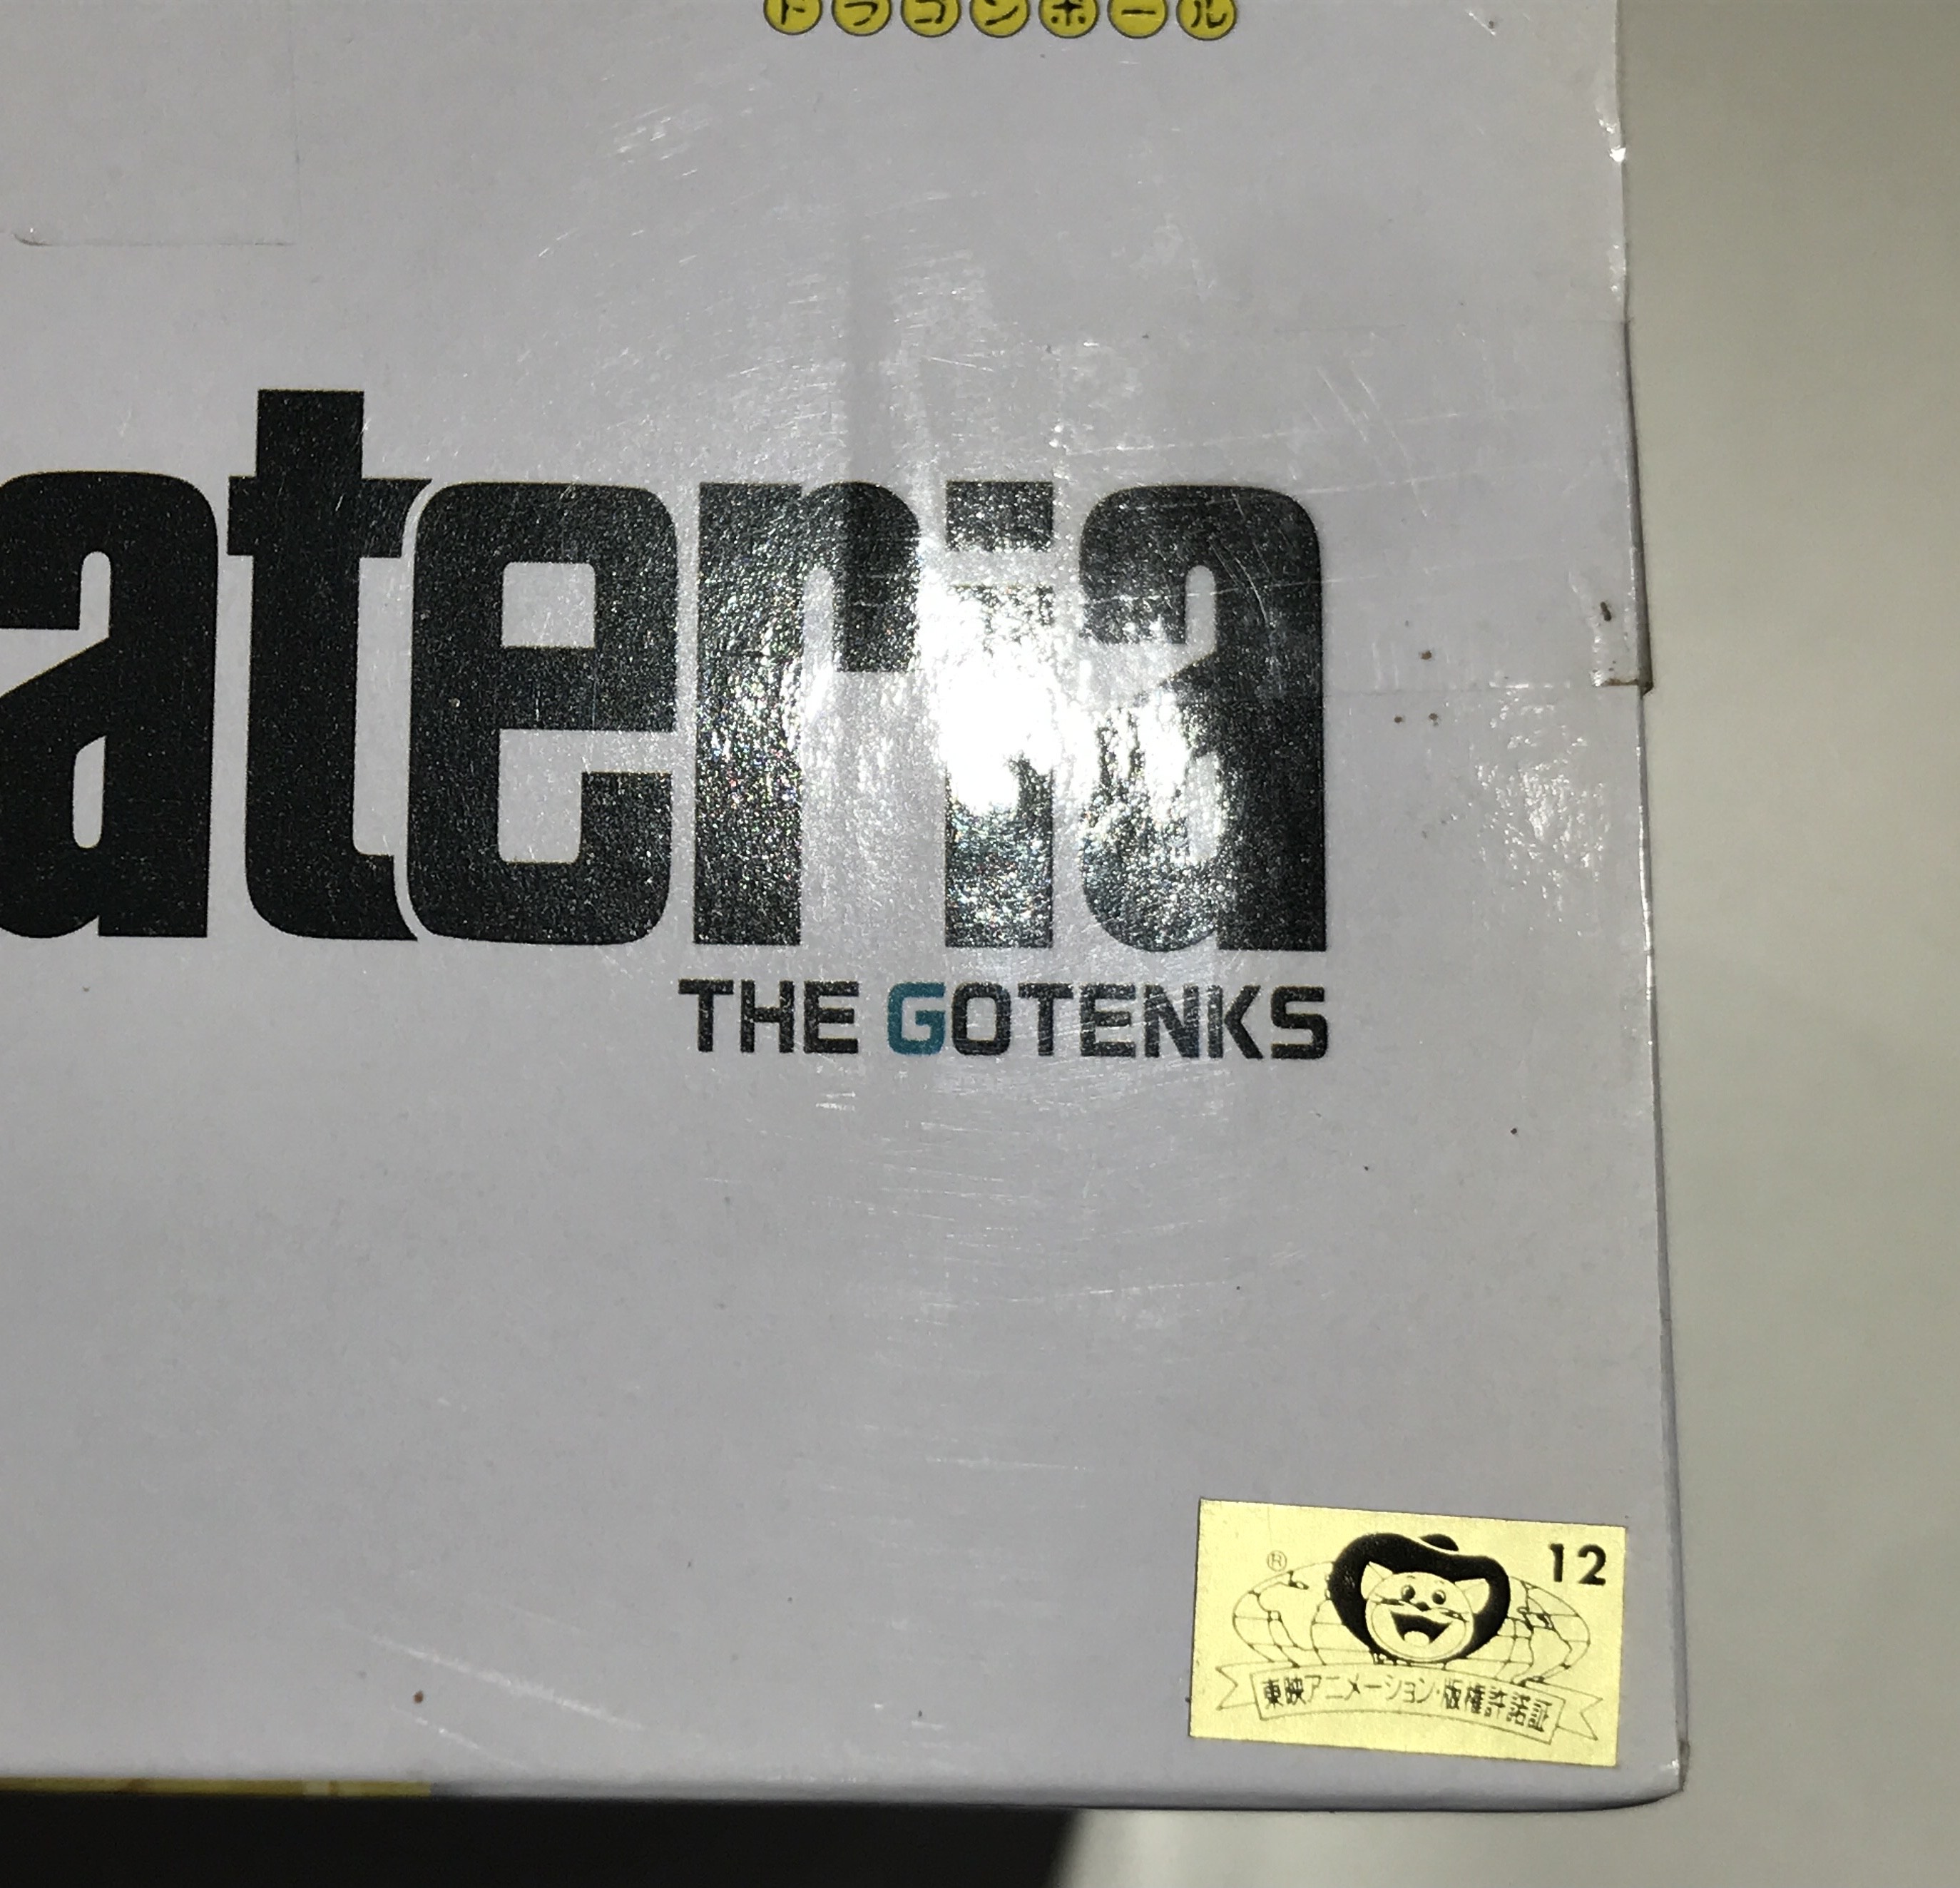 ドラゴンボール
ateria
THE GOTENKS
® 12
東映アニメーション・版権許諾証